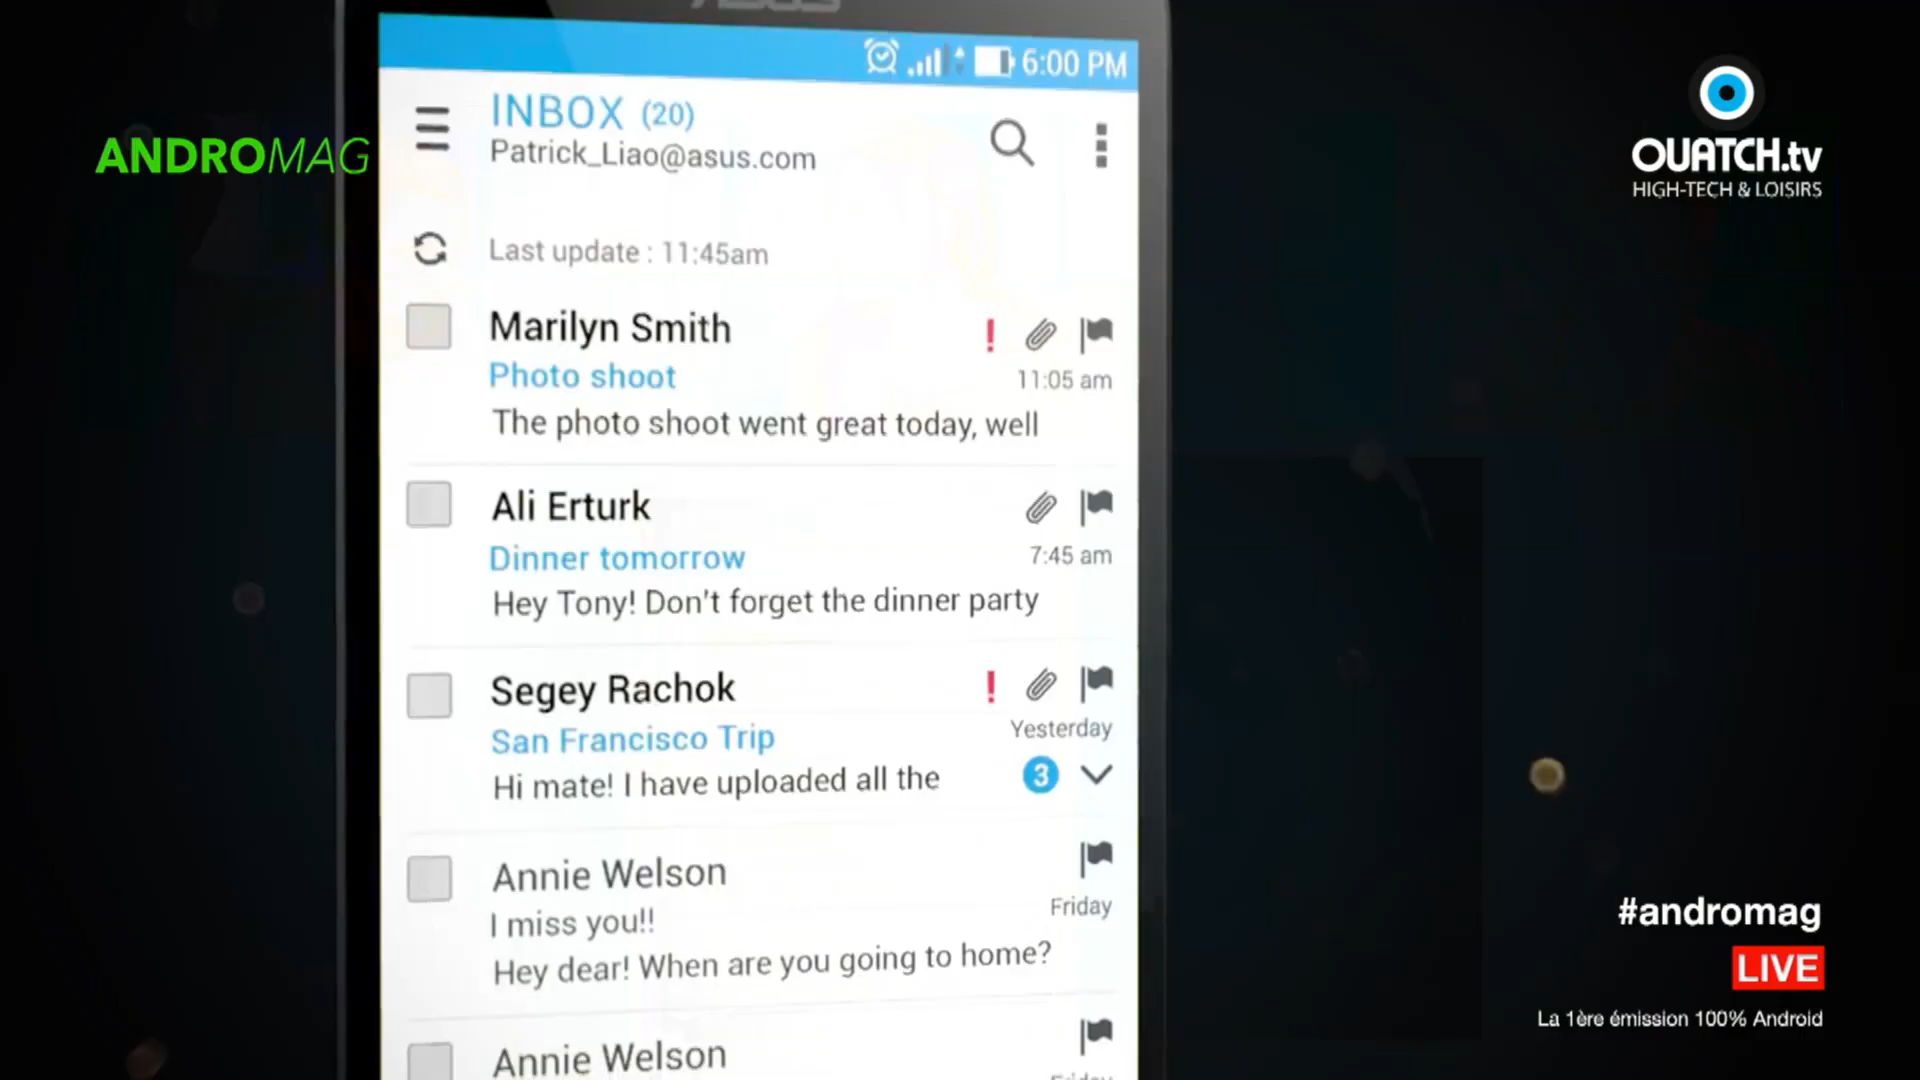 ASUS
6:00 PM
INBOX (20)
Patrick_Liao@asus.com
Last update : 11:45am
Marilyn Smith
Photo shoot
11:05 am
The photo shoot went great today, well
Ali Erturk
Dinner tomorrow
7:45 am
Hey Tony! Don't forget the dinner party
Segey Rachok
San Francisco Trip
Yesterday
Hi mate! I have uploaded all the
3
Annie Welson
I miss you!!
Friday
Hey dear! When are you going to home?
Annie Welson
Friday
ANDROMAG
OUATCH.tv
HIGH-TECH & LOISIRS
#andromag
LIVE
La 1ère émission 100% Android